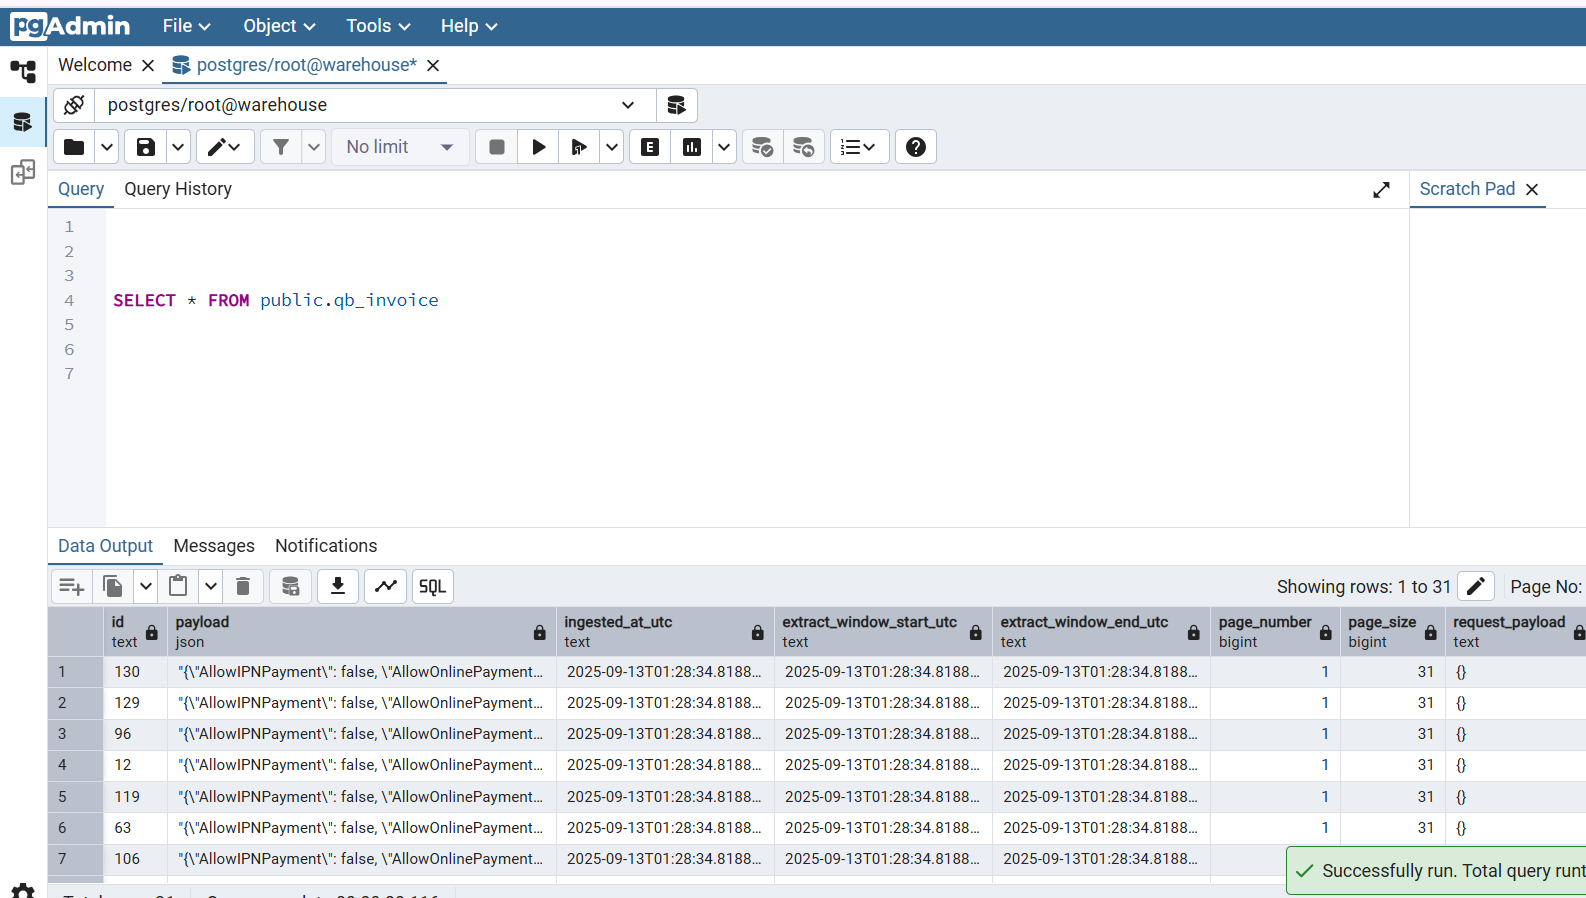 pgAdmin File Object Tools Help
Welcome postgres/root@warehouse*
postgres/root@warehouse
No limit E
Query Query History Scratch Pad
1
2
3
4 SELECT * FROM public.qb_invoice
5
6
7
Data Output Messages Notifications
SQL Showing rows: 1 to 31 Page No:
id payload ingested_at_utc extract_window_start_utc extract_window_end_utc page_number page_size request_payload
text json text text text bigint bigint text
1 130 "{\"AllowIPNPayment\": false, \"AllowOnlinePayment... 2025-09-13T01:28:34.8188... 2025-09-13T01:28:34.8188... 2025-09-13T01:28:34.8188... 1 31 {}
2 129 "{\"AllowIPNPayment\": false, \"AllowOnlinePayment... 2025-09-13T01:28:34.8188... 2025-09-13T01:28:34.8188... 2025-09-13T01:28:34.8188... 1 31 {}
3 96 "{\"AllowIPNPayment\": false, \"AllowOnlinePayment... 2025-09-13T01:28:34.8188... 2025-09-13T01:28:34.8188... 2025-09-13T01:28:34.8188... 1 31 {}
4 12 "{\"AllowIPNPayment\": false, \"AllowOnlinePayment... 2025-09-13T01:28:34.8188... 2025-09-13T01:28:34.8188... 2025-09-13T01:28:34.8188... 1 31 {}
5 119 "{\"AllowIPNPayment\": false, \"AllowOnlinePayment... 2025-09-13T01:28:34.8188... 2025-09-13T01:28:34.8188... 2025-09-13T01:28:34.8188... 1 31 {}
6 63 "{\"AllowIPNPayment\": false, \"AllowOnlinePayment... 2025-09-13T01:28:34.8188... 2025-09-13T01:28:34.8188... 2025-09-13T01:28:34.8188... 1 31 {}
7 106 "{\"AllowIPNPayment\": false, \"AllowOnlinePayment... 2025-09-13T01:28:34.8188... 2025-09-13T01:28:34.8188... 2025-09-13T01:28:34.8188...
Successfully run. Total query runt